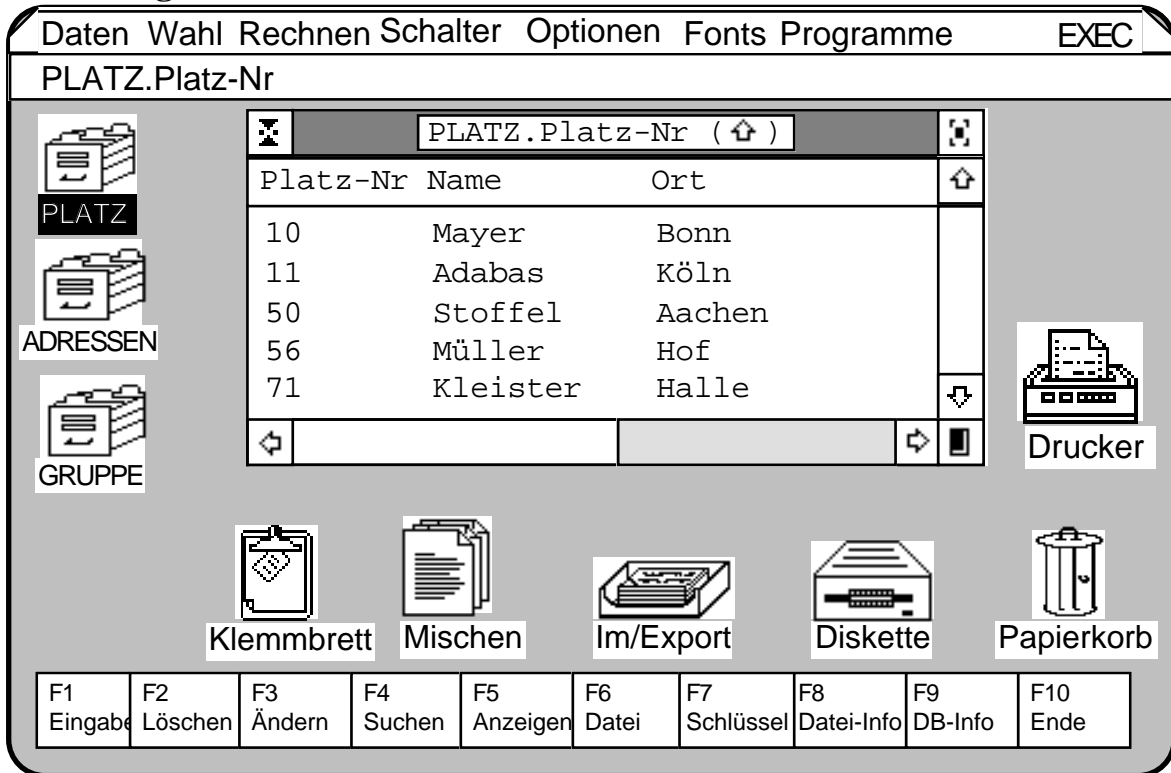 Daten Wahl Rechnen Schalter Optionen Fonts Programme EXEC
PLATZ.Platz-Nr
PLATZ.Platz-Nr (⇧)
Platz-Nr Name Ort
10 Mayer Bonn
11 Adabas Köln
50 Stoffel Aachen
56 Müller Hof
71 Kleister Halle
PLATZ
ADRESSEN
GRUPPE
Drucker
Klemmbrett Mischen Im/Export Diskette Papierkorb
F1 F2 F3 F4 F5 F6 F7 F8 F9 F10
Eingabe Löschen Ändern Suchen Anzeigen Datei Schlüssel Datei-Info DB-Info Ende